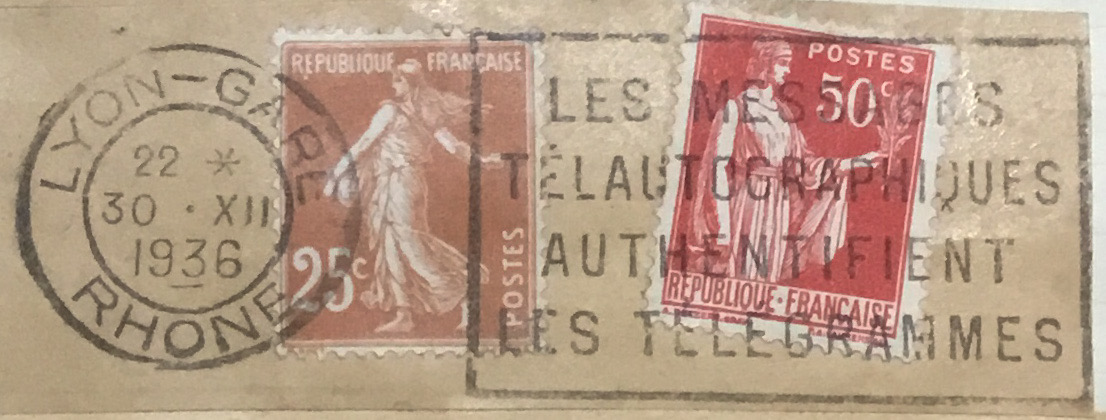 LYON-GARE
22 *
30 · XII
1936
RHONE
REPUBLIQUE FRANÇAISE
25c
POSTES
POSTES
50c
REPUBLIQUE·FRANÇAISE
LES MESSAGES
TÉLAUTOGRAPHIQUES
AUTHENTIFIENT
LES TÉLÉGRAMMES